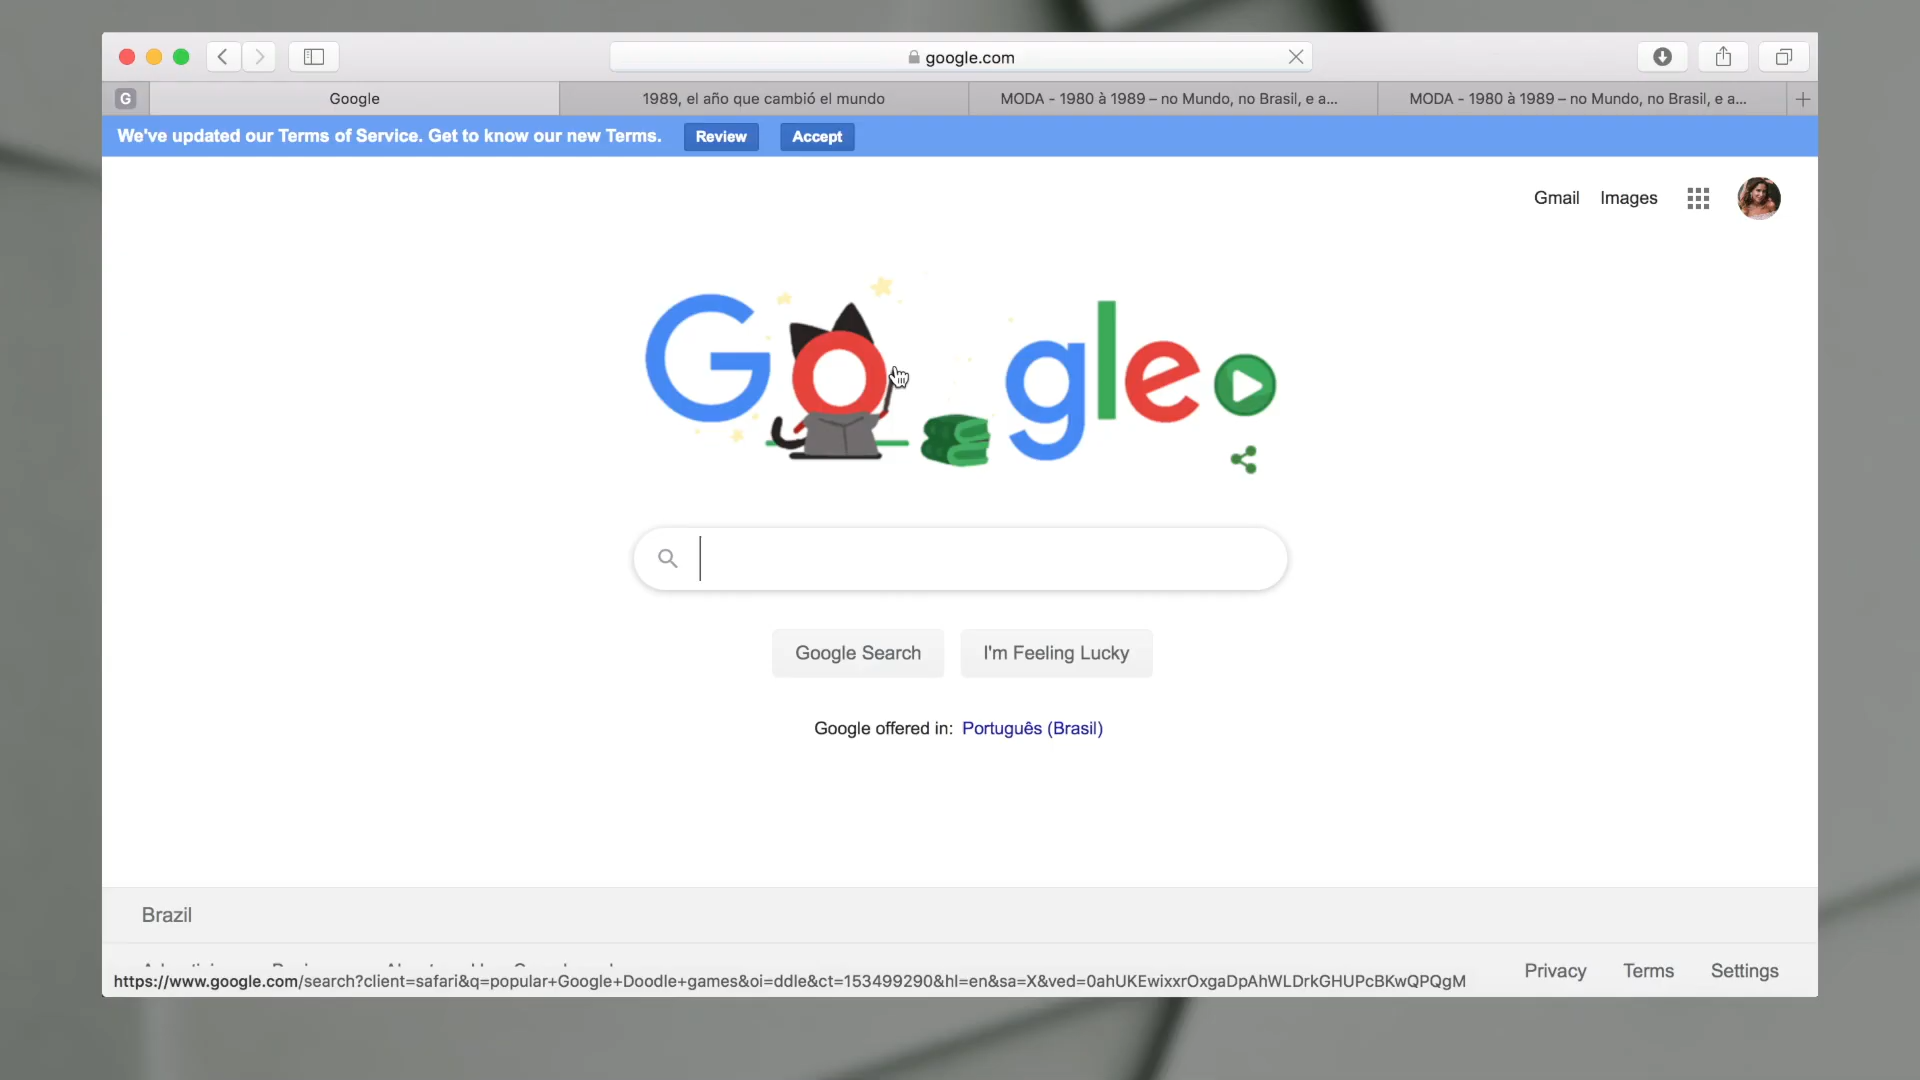 google.com
G
Google
1989, el año que cambió el mundo
MODA - 1980 à 1989 – no Mundo, no Brasil, e a...
MODA - 1980 à 1989 – no Mundo, no Brasil, e a...
We've updated our Terms of Service. Get to know our new Terms.
Review
Accept
Gmail
Images
Google
Google Search
I'm Feeling Lucky
Google offered in: Português (Brasil)
Brazil
Privacy
Terms
Settings
https://www.google.com/search?client=safari&q=popular+Google+Doodle+games&oi=ddle&ct=153499290&hl=en&sa=X&ved=0ahUKEwixxrOxgaDpAhWLDrkGHUPcBKwQPQgM